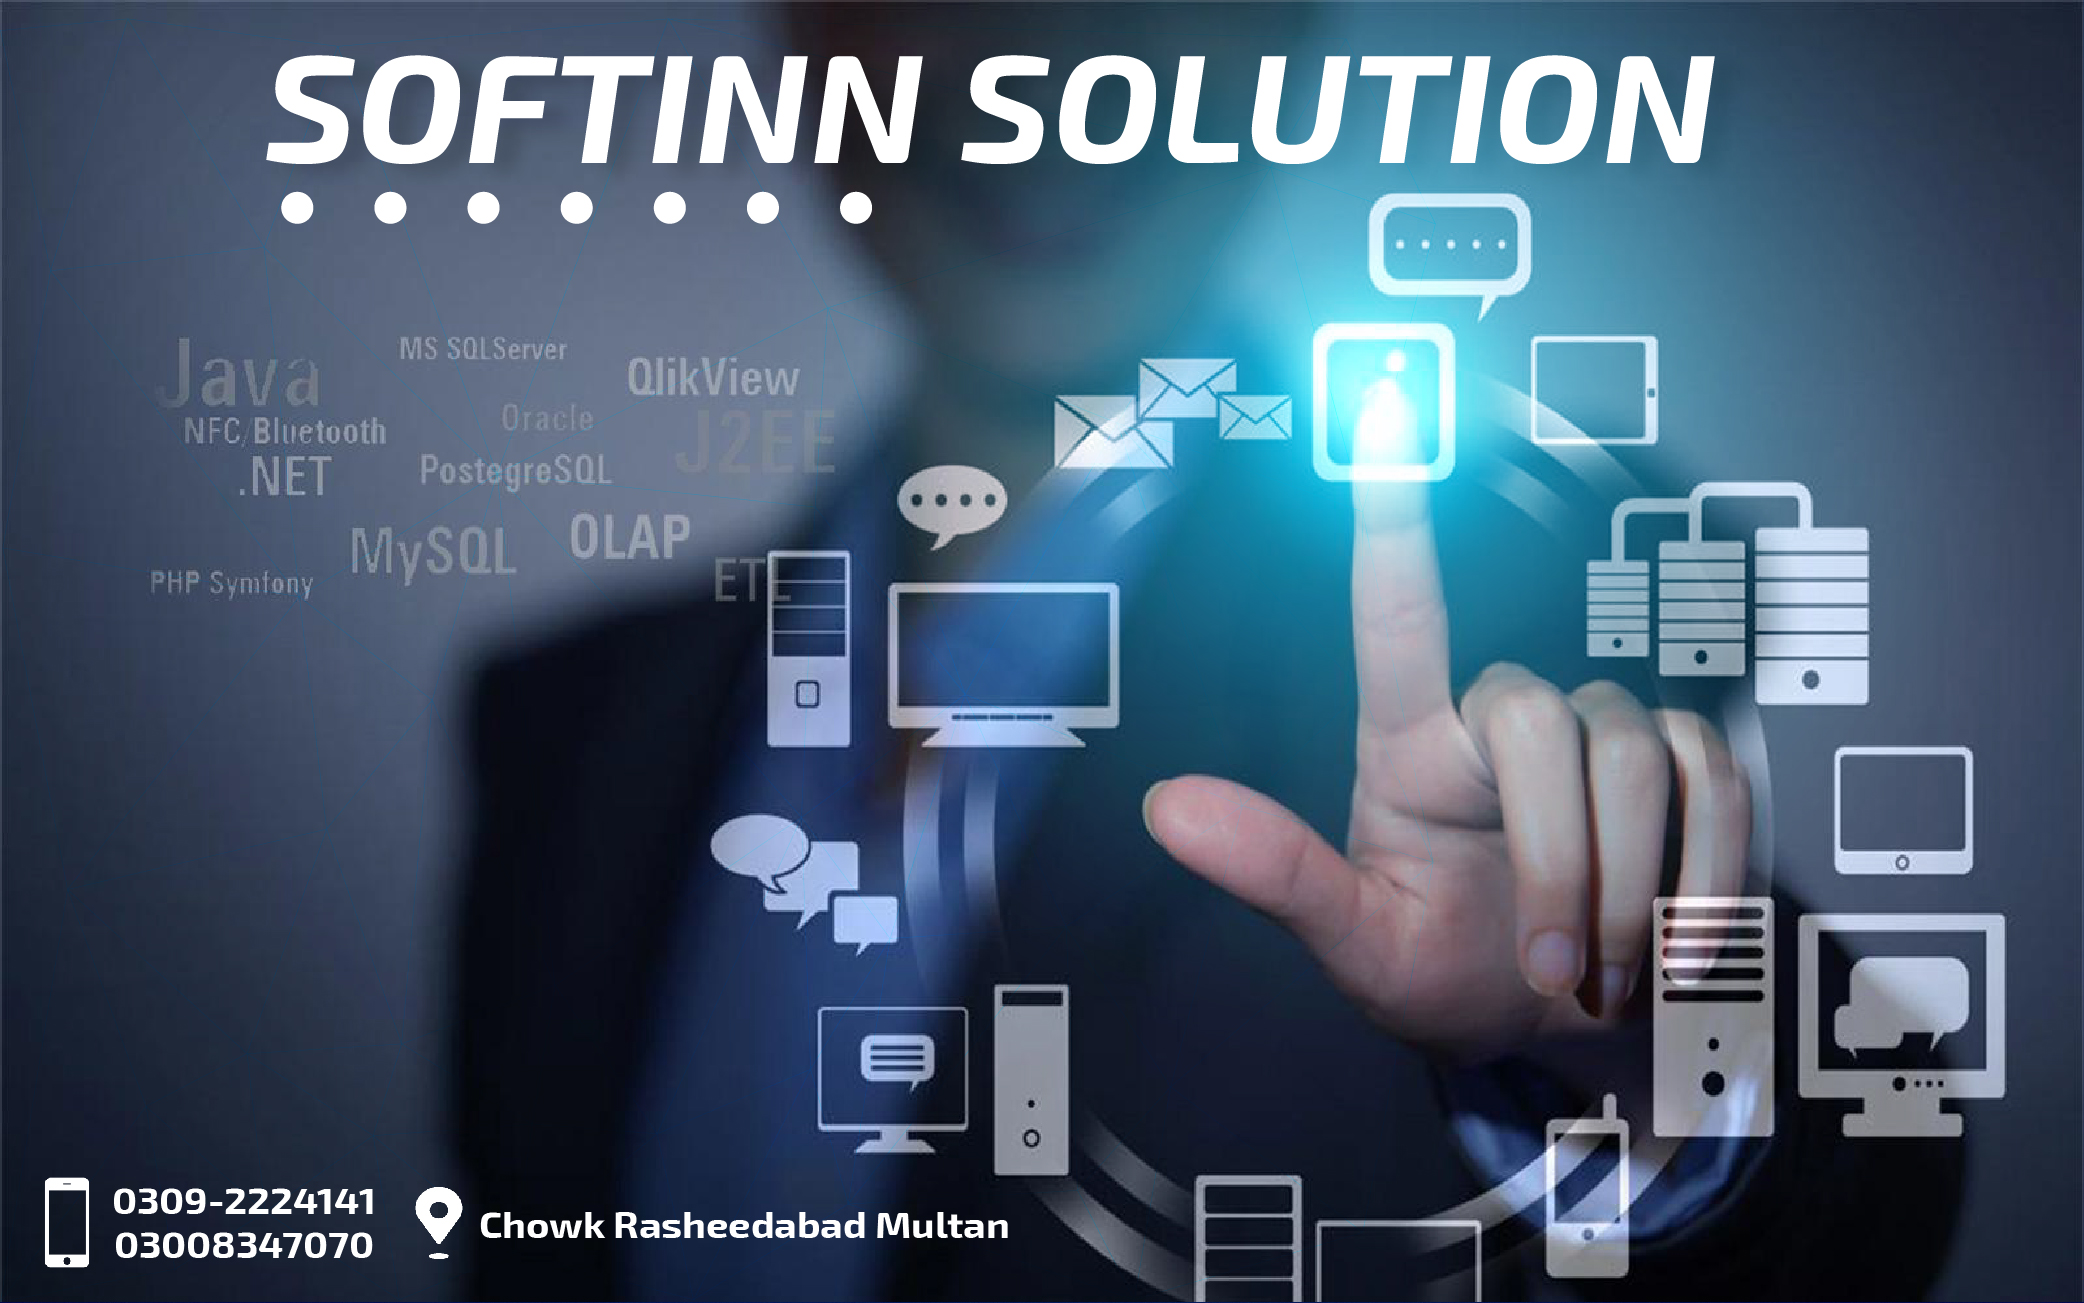 SOFTINN SOLUTION
Java
MS SQLServer
QlikView
NFC/Bluetooth
Oracle
J2EE
.NET
PostegreSQL
MySQL
OLAP
PHP Symfony
ETL
0309-2224141
03008347070
Chowk Rasheedabad Multan